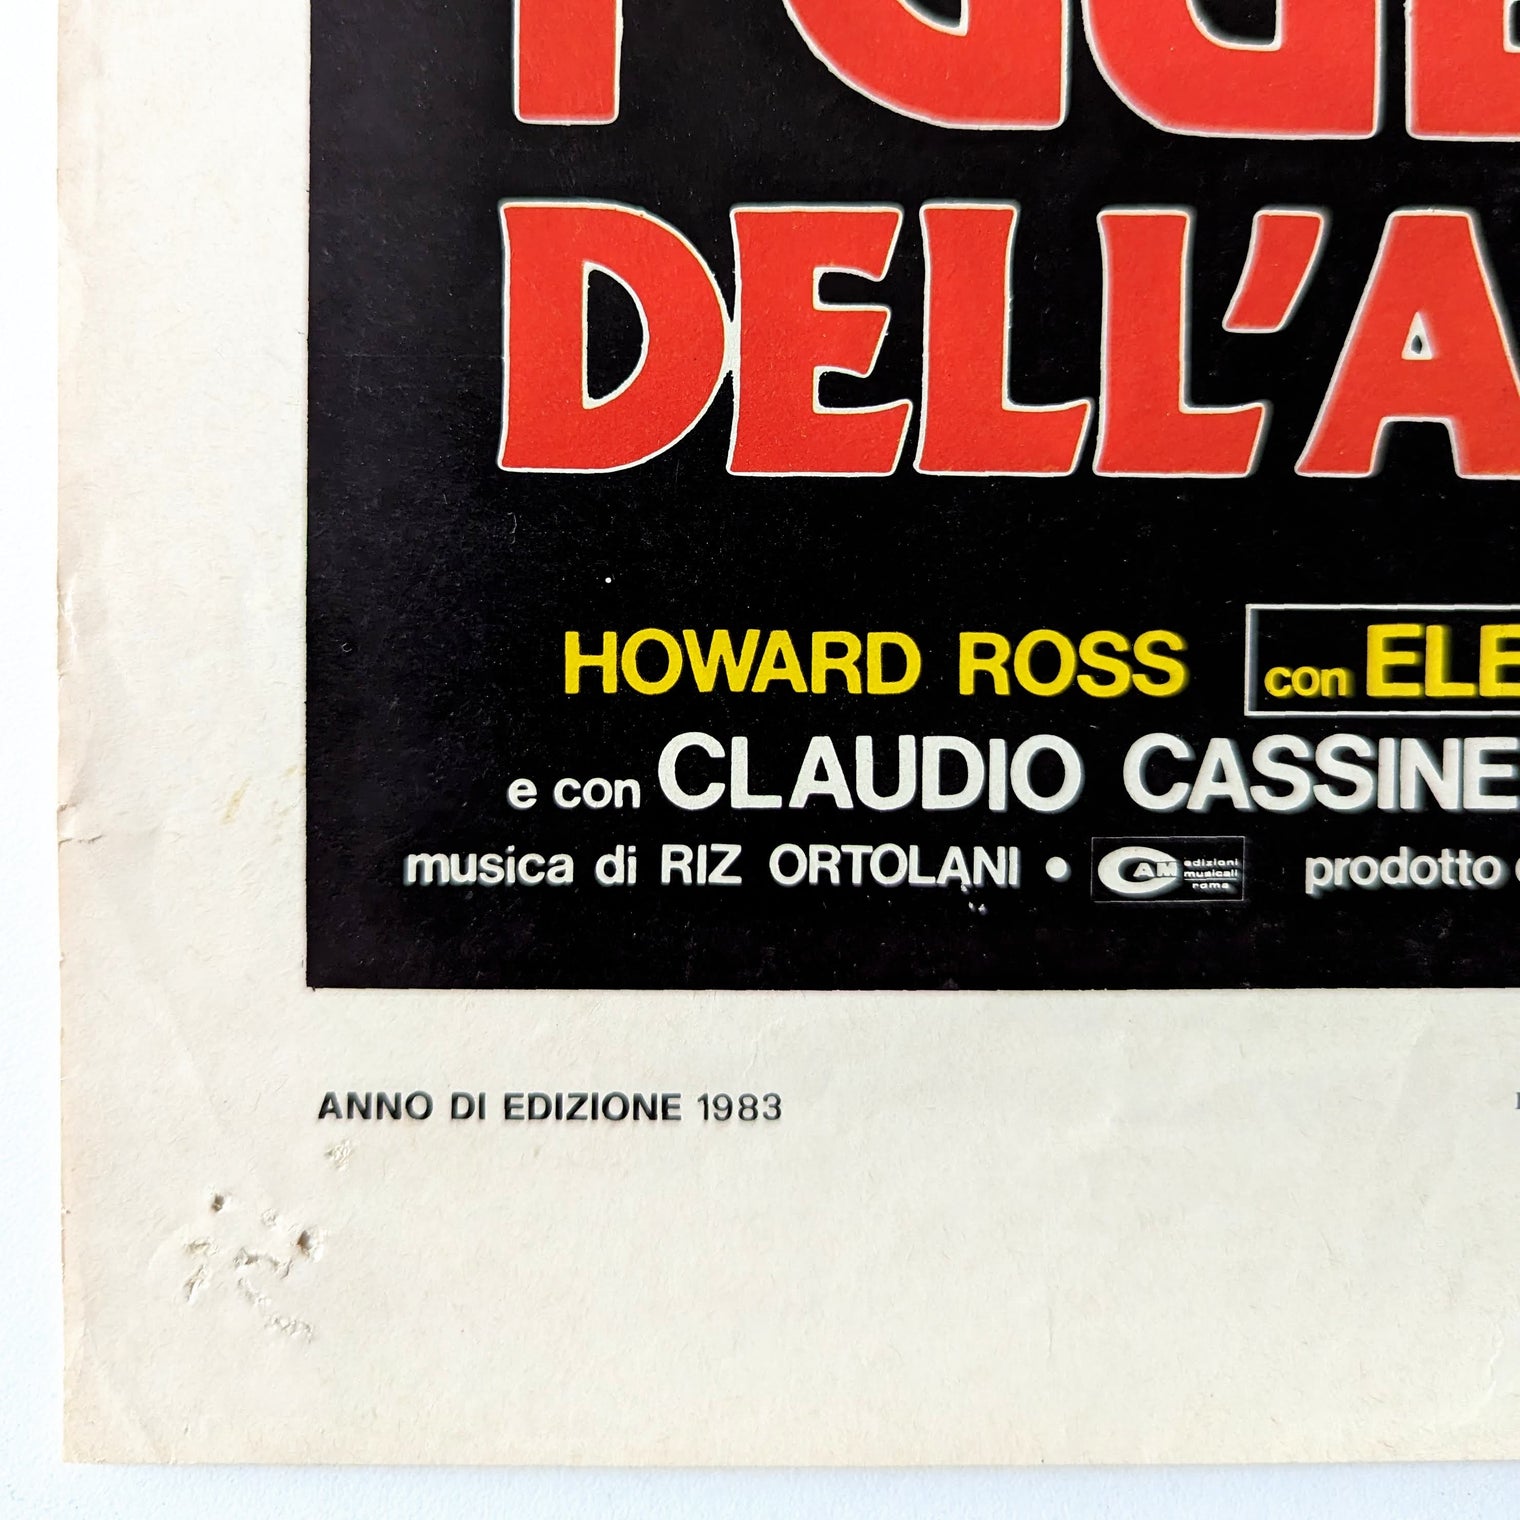 DELL'A
HOWARD ROSS con ELE
e con CLAUDIO CASSINE
musica di RIZ ORTOLANI • CAM edizioni musicali roma prodotto
ANNO DI EDIZIONE 1983